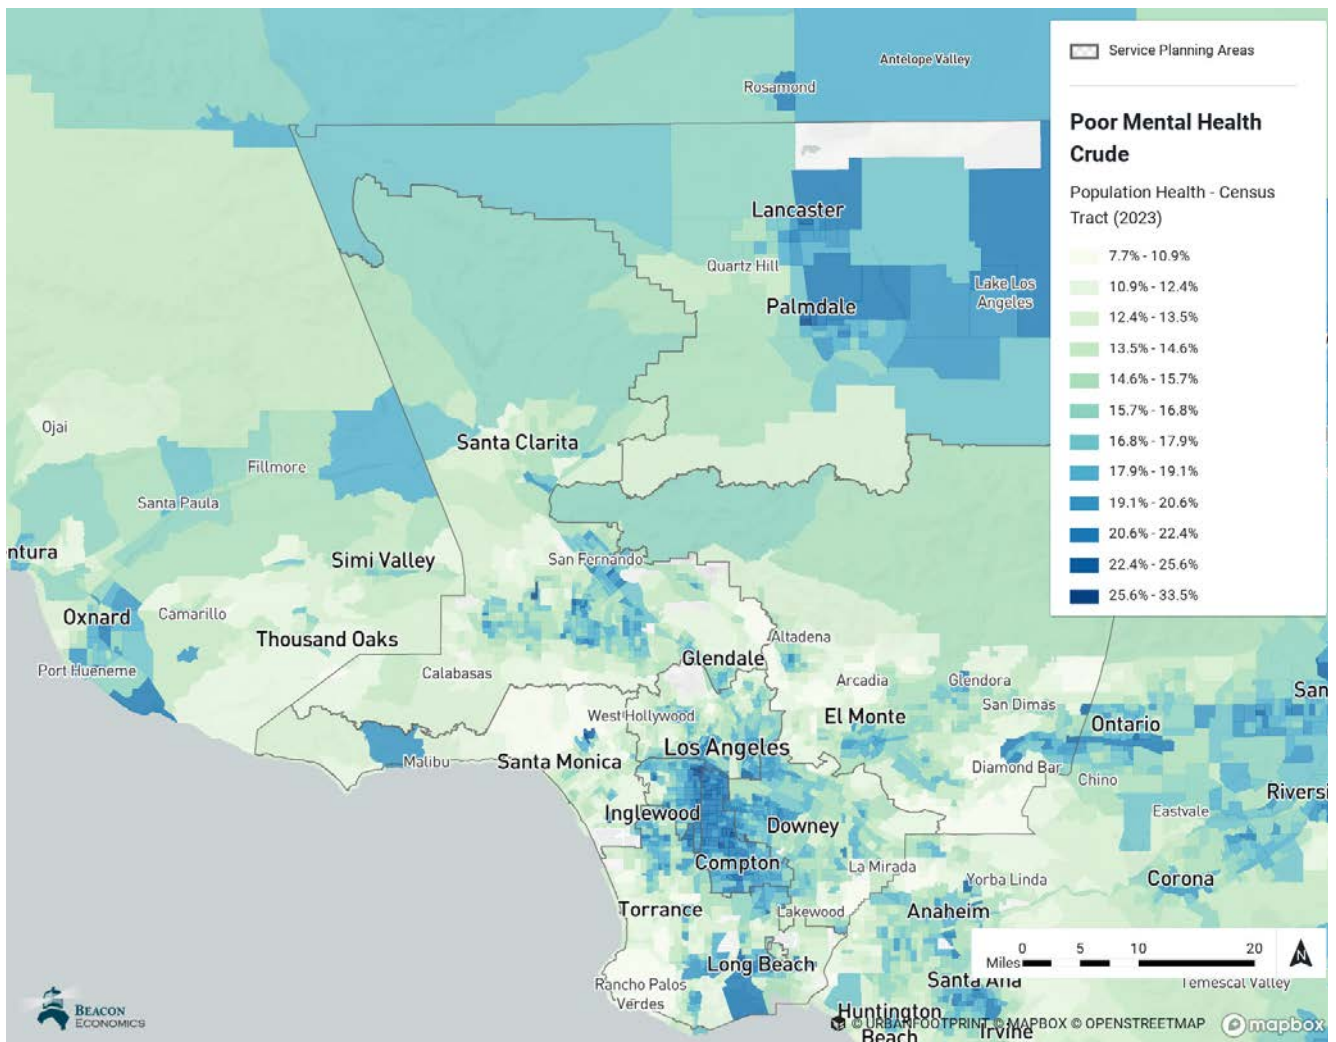 Service Planning Areas
Poor Mental Health
Crude
Population Health - Census
Tract (2023)
7.7% - 10.9%
10.9% - 12.4%
12.4% - 13.5%
13.5% - 14.6%
14.6% - 15.7%
15.7% - 16.8%
16.8% - 17.9%
17.9% - 19.1%
19.1% - 20.6%
20.6% - 22.4%
22.4% - 25.6%
25.6% - 33.5%
Antelope Valley
Rosamond
Lancaster
Quartz Hill
Lake Los
Angeles
Palmdale
Ojai
Santa Clarita
Fillmore
Santa Paula
entura
Simi Valley
San Fernando
Oxnard
Camarillo
Thousand Oaks
Altadena
Port Hueneme
Calabasas
Glendale
Arcadia
Glendora
San
West Hollywood
El Monte
San Dimas
Ontario
Los Angeles
Malibu
Santa Monica
Diamond Bar
Chino
Riversi
Inglewood
Downey
Eastvale
Compton
La Mirada
Yorba Linda
Corona
Torrance
Lakewood
Anaheim
0 5 10 20
Miles
N
Long Beach
Rancho Palos
Verdes
Santa Ana
Temescal Valley
Huntington
Beach
Irvine
BEACON
ECONOMICS
© URBANFOOTPRINT © MAPBOX © OPENSTREETMAP
mapbox